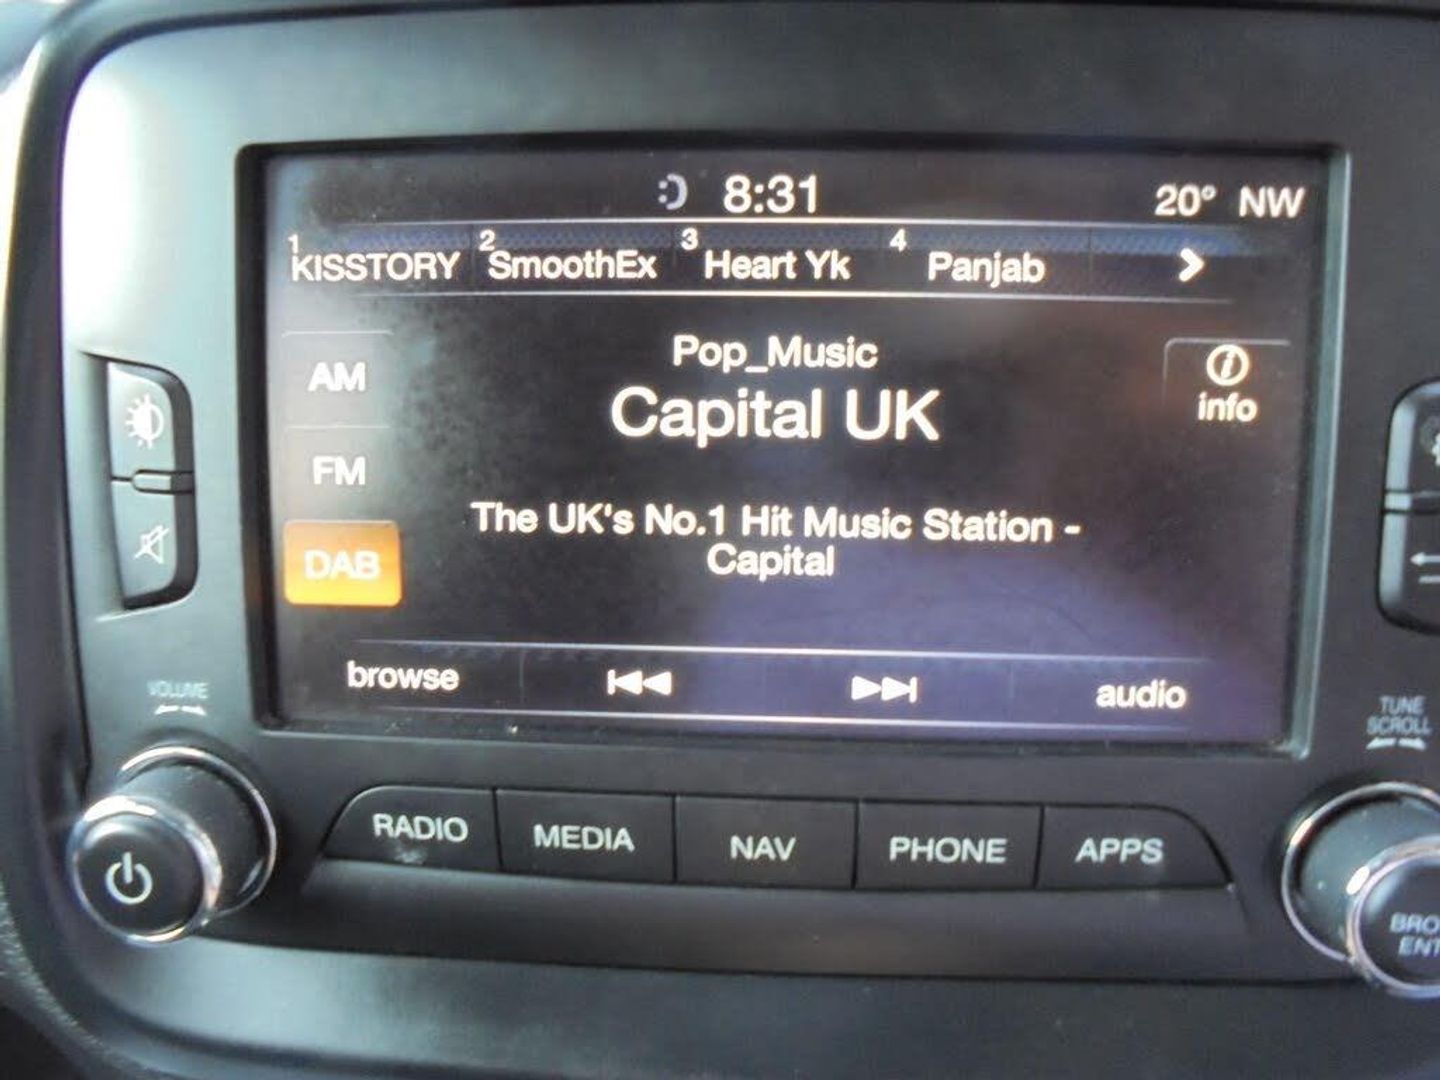 8:31 20° NW
1 KISSTORY 2 SmoothEx 3 Heart Yk 4 Panjab
Pop_Music
Capital UK
info
AM
FM
DAB
The UK's No.1 Hit Music Station -
Capital
browse audio
VOLUME
TUNE
SCROLL
RADIO MEDIA NAV PHONE APPS
BRO
ENT